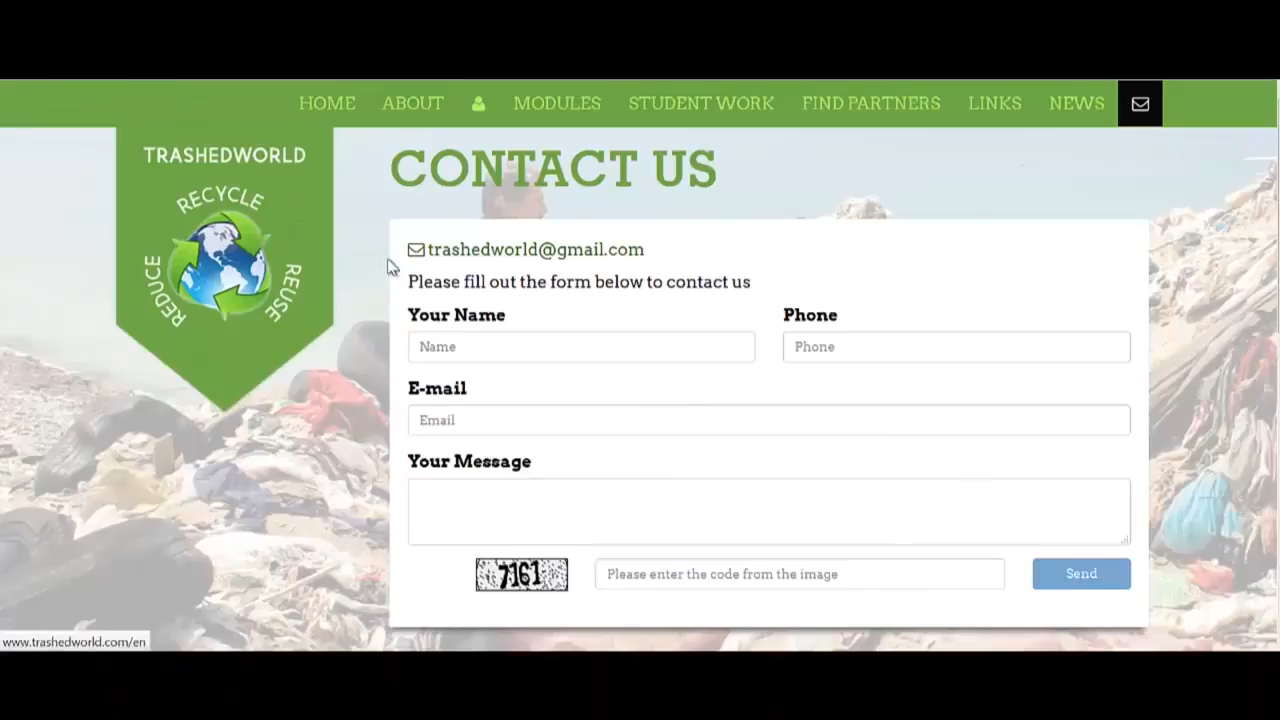 HOME ABOUT MODULES STUDENT WORK FIND PARTNERS LINKS NEWS
TRASHEDWORLD
RECYCLE
REDUCE
REUSE
CONTACT US
trashedworld@gmail.com
Please fill out the form below to contact us
Your Name
Phone
Name
Phone
E-mail
Email
Your Message
7161
Please enter the code from the image
Send
www.trashedworld.com/en